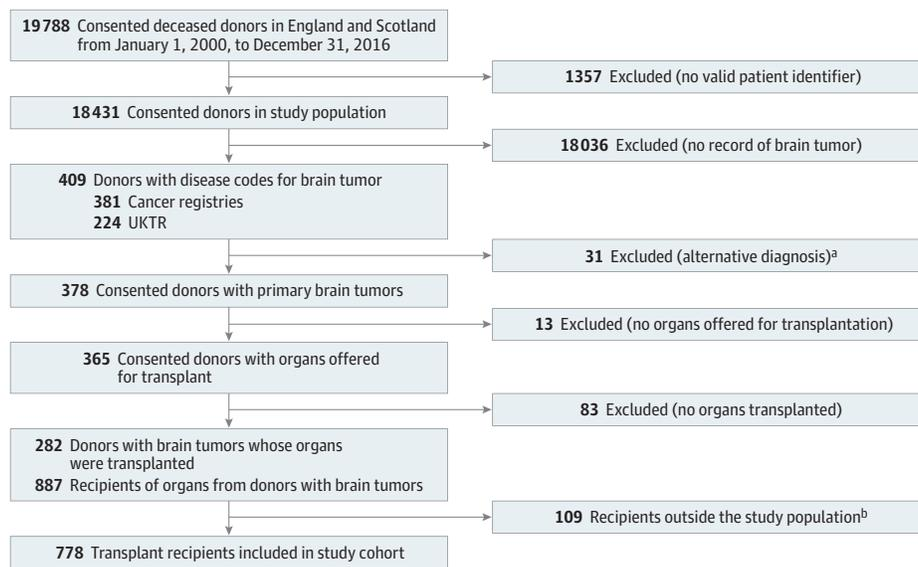 19788 Consented deceased donors in England and Scotland
from January 1, 2000, to December 31, 2016
1357 Excluded (no valid patient identifier)
18431 Consented donors in study population
18036 Excluded (no record of brain tumor)
409 Donors with disease codes for brain tumor
381 Cancer registries
224 UKTR
31 Excluded (alternative diagnosis)a
378 Consented donors with primary brain tumors
13 Excluded (no organs offered for transplantation)
365 Consented donors with organs offered
for transplant
83 Excluded (no organs transplanted)
282 Donors with brain tumors whose organs
were transplanted
887 Recipients of organs from donors with brain tumors
109 Recipients outside the study populationb
778 Transplant recipients included in study cohort